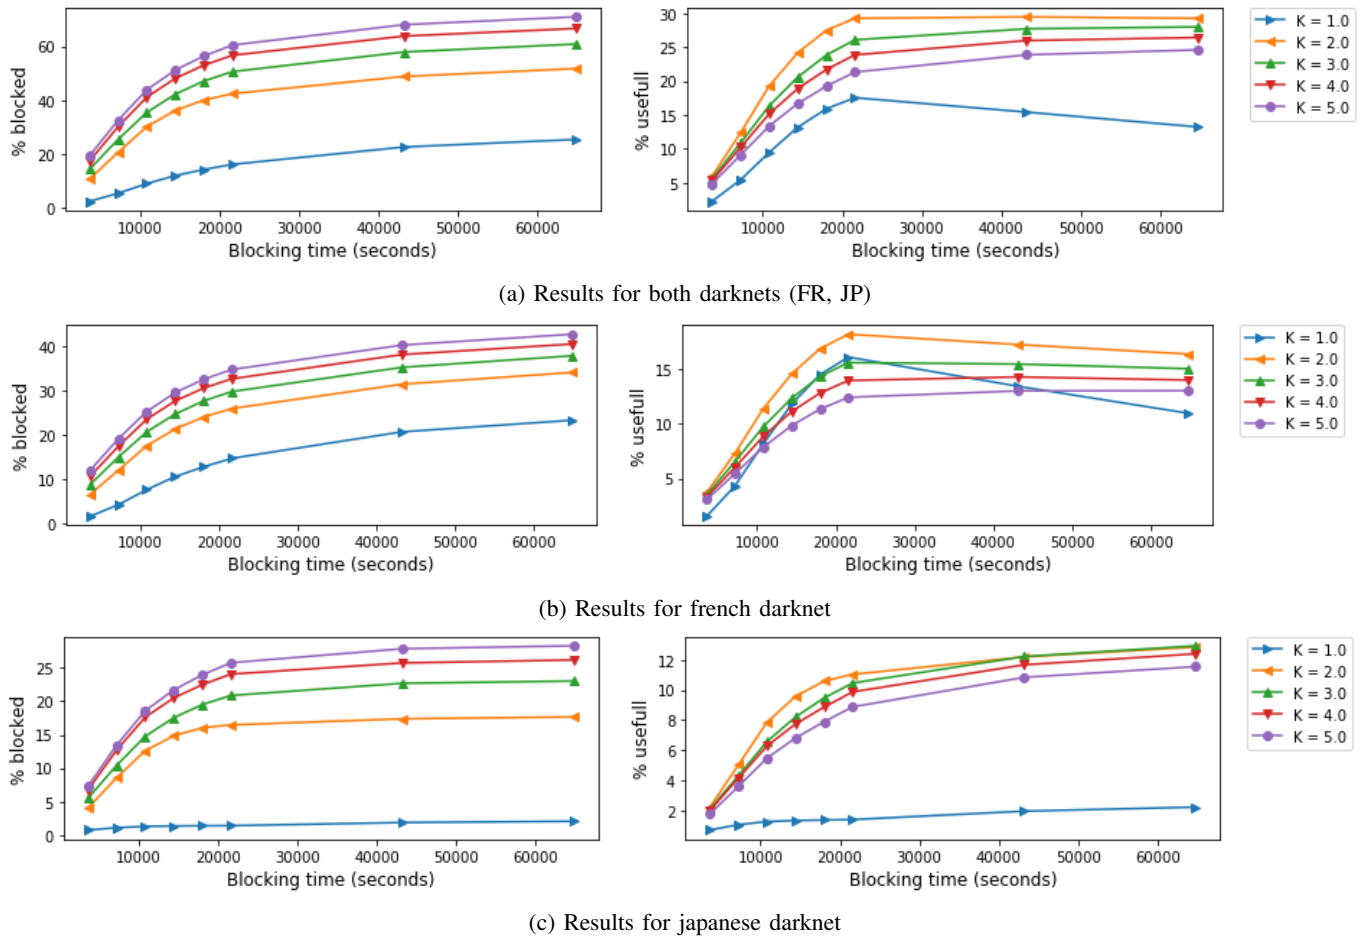 % blocked
60
40
20
0
10000 20000 30000 40000 50000 60000
Blocking time (seconds)
% usefull
30
25
20
15
10
5
10000 20000 30000 40000 50000 60000
Blocking time (seconds)
K = 1.0
K = 2.0
K = 3.0
K = 4.0
K = 5.0
(a) Results for both darknets (FR, JP)
% blocked
40
30
20
10
0
10000 20000 30000 40000 50000 60000
Blocking time (seconds)
% usefull
15
10
5
10000 20000 30000 40000 50000 60000
Blocking time (seconds)
K = 1.0
K = 2.0
K = 3.0
K = 4.0
K = 5.0
(b) Results for french darknet
% blocked
25
20
15
10
5
0
10000 20000 30000 40000 50000 60000
Blocking time (seconds)
% usefull
12
10
8
6
4
2
10000 20000 30000 40000 50000 60000
Blocking time (seconds)
K = 1.0
K = 2.0
K = 3.0
K = 4.0
K = 5.0
(c) Results for japanese darknet